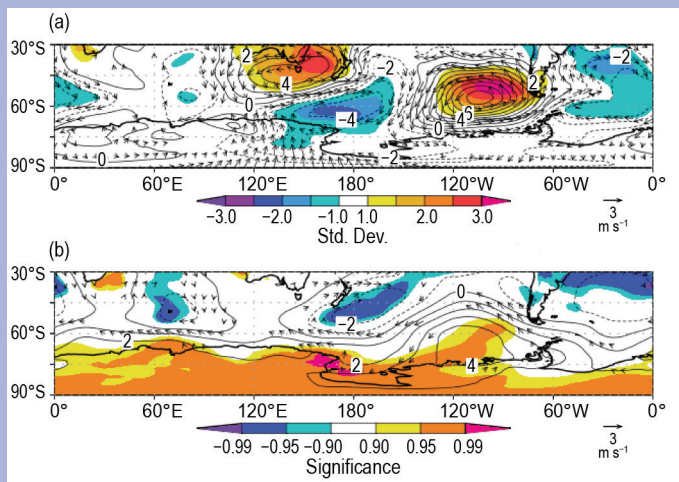 (a)
30°S
60°S
90°S
2 4 0 −4 −2 0 −2 2 0 4 6 −2
0° 60°E 120°E 180° 120°W 60°W 0°
−3.0 −2.0 −1.0 1.0 2.0 3.0
Std. Dev.
3
m s⁻¹
(b)
30°S
60°S
90°S
2 −2 2 0 4
0° 60°E 120°E 180° 120°W 60°W 0°
−0.99 −0.95 −0.90 0.90 0.95 0.99
Significance
3
m s⁻¹